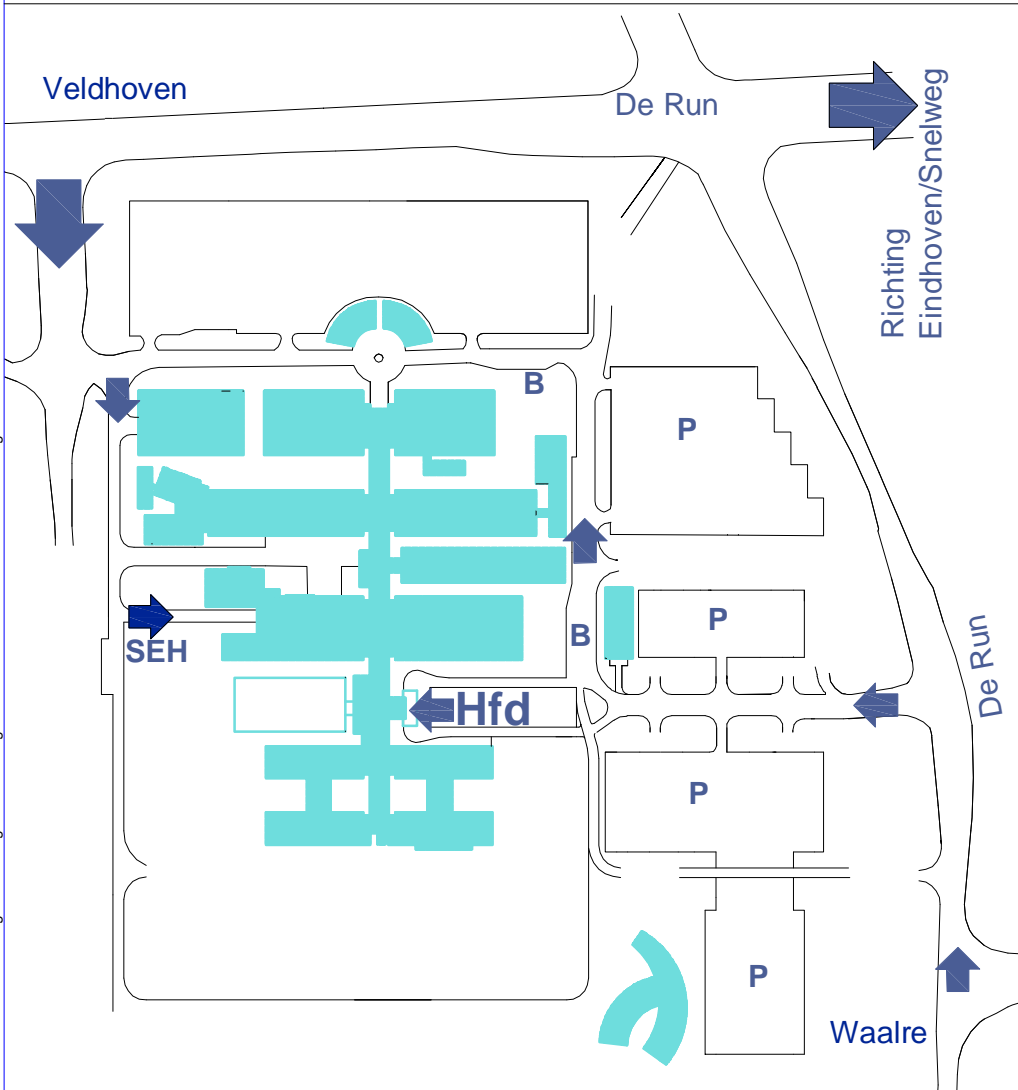 Veldhoven
De Run
Richting
Eindhoven/Snelweg
B
P
P
SEH
B
De Run
Hfd
P
P
Waalre